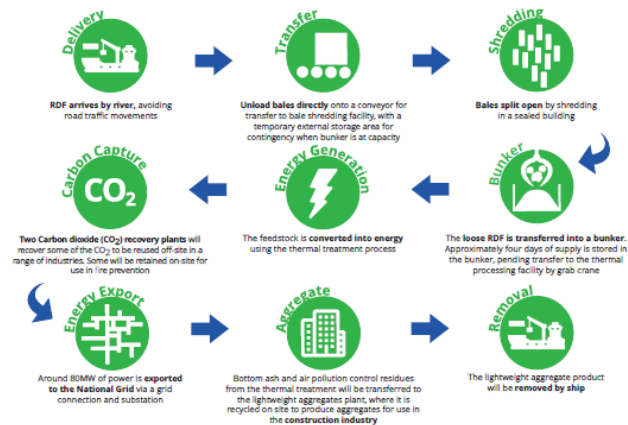 Delivery
RDF arrives by river, avoiding
road traffic movements
Transfer
Unload bales directly onto a conveyor for
transfer to bale shredding facility, with a
temporary external storage area for
contingency when bunker is at capacity
Shredding
Bales split open by shredding
in a sealed building
Bunker
The loose RDF is transferred into a bunker.
Approximately four days of supply is stored in
the bunker, pending transfer to the thermal
processing facility by grab crane
Energy Generation
The feedstock is converted into energy
using the thermal treatment process
Carbon Capture
CO2
Two Carbon dioxide (CO2) recovery plants will
recover some of the CO2 to be reused off-site in a
range of industries. Some will be retained on-site for
use in fire prevention
Energy Export
Around 80MW of power is exported
to the National Grid via a grid
connection and substation
Aggregate
Bottom ash and air pollution control residues
from the thermal treatment will be transferred to
the lightweight aggregates plant, where it is
recycled on site to produce aggregates for use in the
construction industry
Removal
The lightweight aggregate product
will be removed by ship